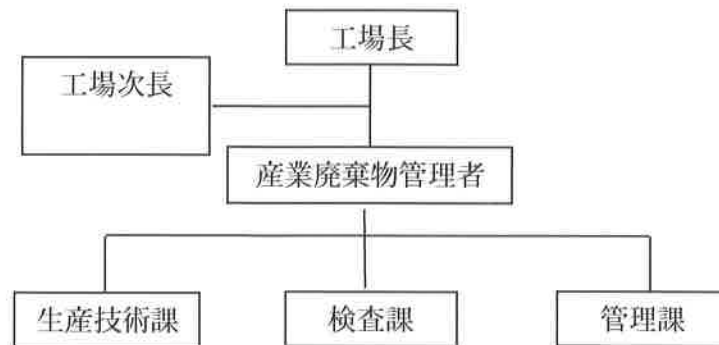 工場長
工場次長
産業廃棄物管理者
生産技術課
検査課
管理課